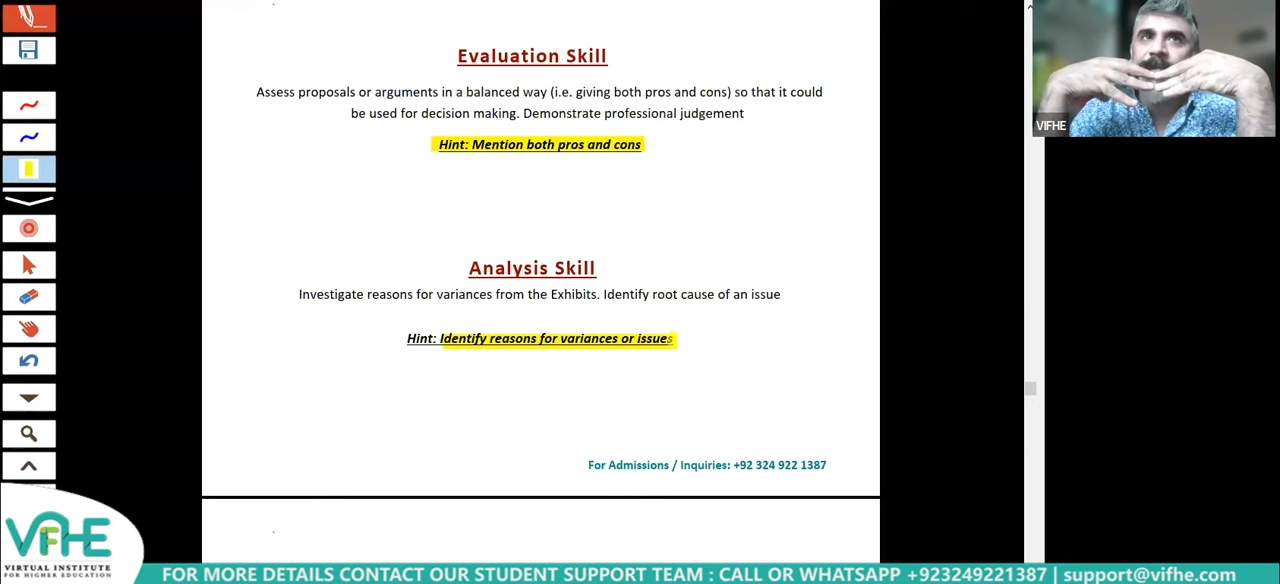 Evaluation Skill
Assess proposals or arguments in a balanced way (i.e. giving both pros and cons) so that it could
be used for decision making. Demonstrate professional judgement
Hint: Mention both pros and cons
VIFHE
Analysis Skill
Investigate reasons for variances from the Exhibits. Identify root cause of an issue
Hint: Identify reasons for variances or issues
For Admissions / Inquiries: +92 324 922 1387
VIFHE
VIRTUAL INSTITUTE
FOR HIGHER EDUCATION
FOR MORE DETAILS CONTACT OUR STUDENT SUPPORT TEAM : CALL OR WHATSAPP +923249221387 | support@vifhe.com